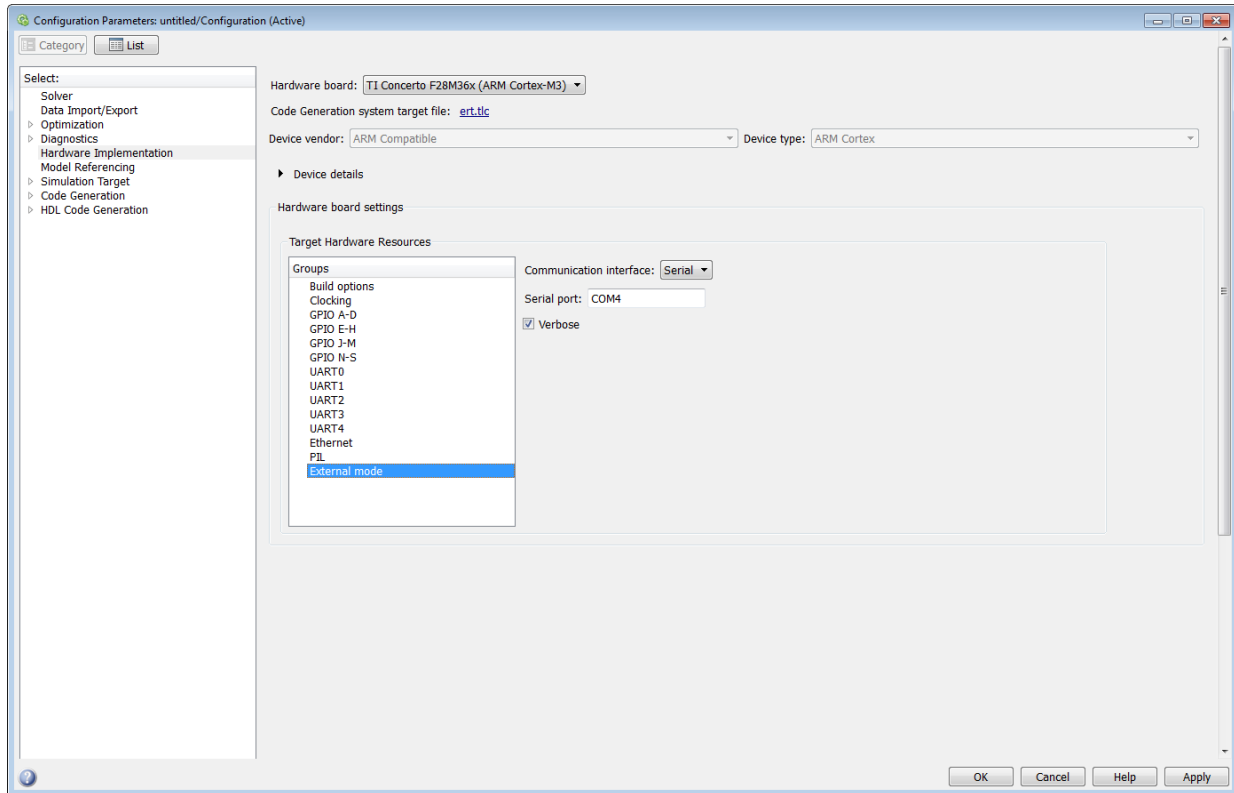 Configuration Parameters: untitled/Configuration (Active)
Category List
Select:
Solver
Data Import/Export
Optimization
Diagnostics
Hardware Implementation
Model Referencing
Simulation Target
Code Generation
HDL Code Generation
Hardware board: TI Concerto F28M36x (ARM Cortex-M3)
Code Generation system target file: ert.tlc
Device vendor: ARM Compatible Device type: ARM Cortex
Device details
Hardware board settings
Target Hardware Resources
Groups
Build options
Clocking
GPIO A-D
GPIO E-H
GPIO J-M
GPIO N-S
UART0
UART1
UART2
UART3
UART4
Ethernet
PIL
External mode
Communication interface: Serial
Serial port: COM4
Verbose
OK Cancel Help Apply